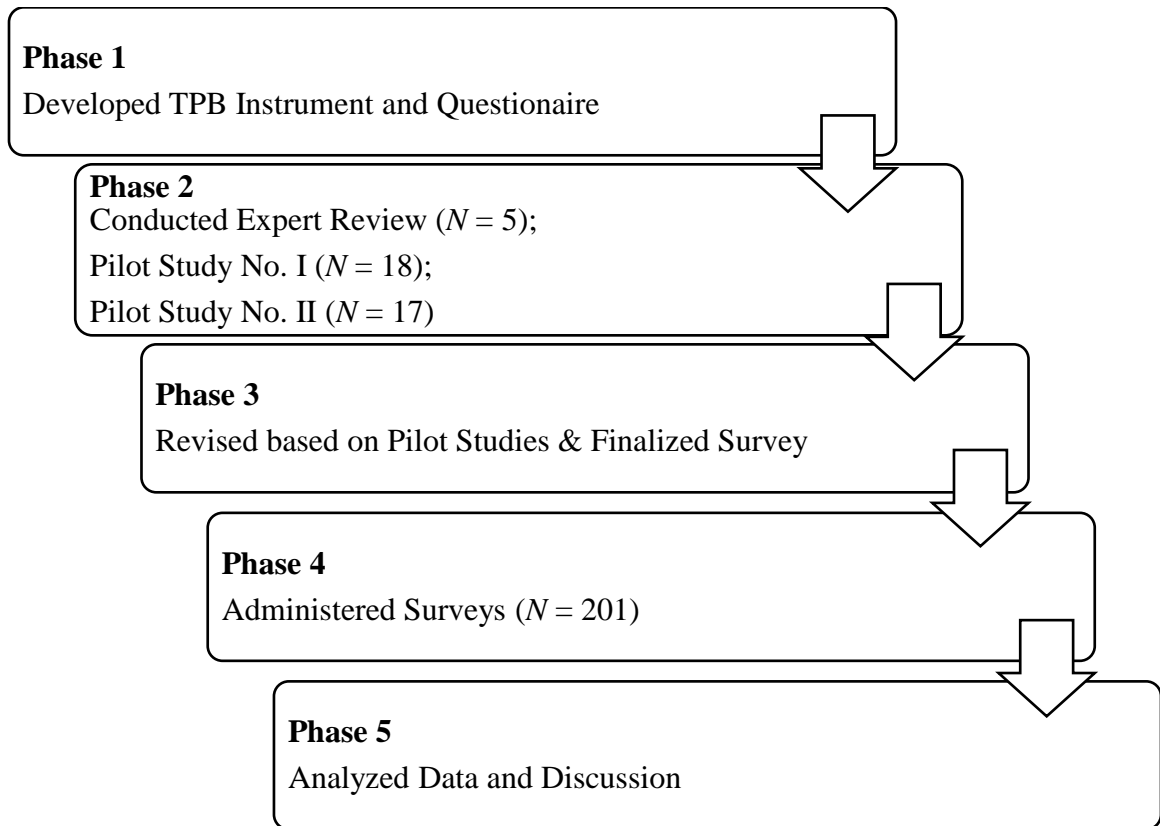 Phase 1
Developed TPB Instrument and Questionaire
Phase 2
Conducted Expert Review (N = 5);
Pilot Study No. I (N = 18);
Pilot Study No. II (N = 17)
Phase 3
Revised based on Pilot Studies & Finalized Survey
Phase 4
Administered Surveys (N = 201)
Phase 5
Analyzed Data and Discussion